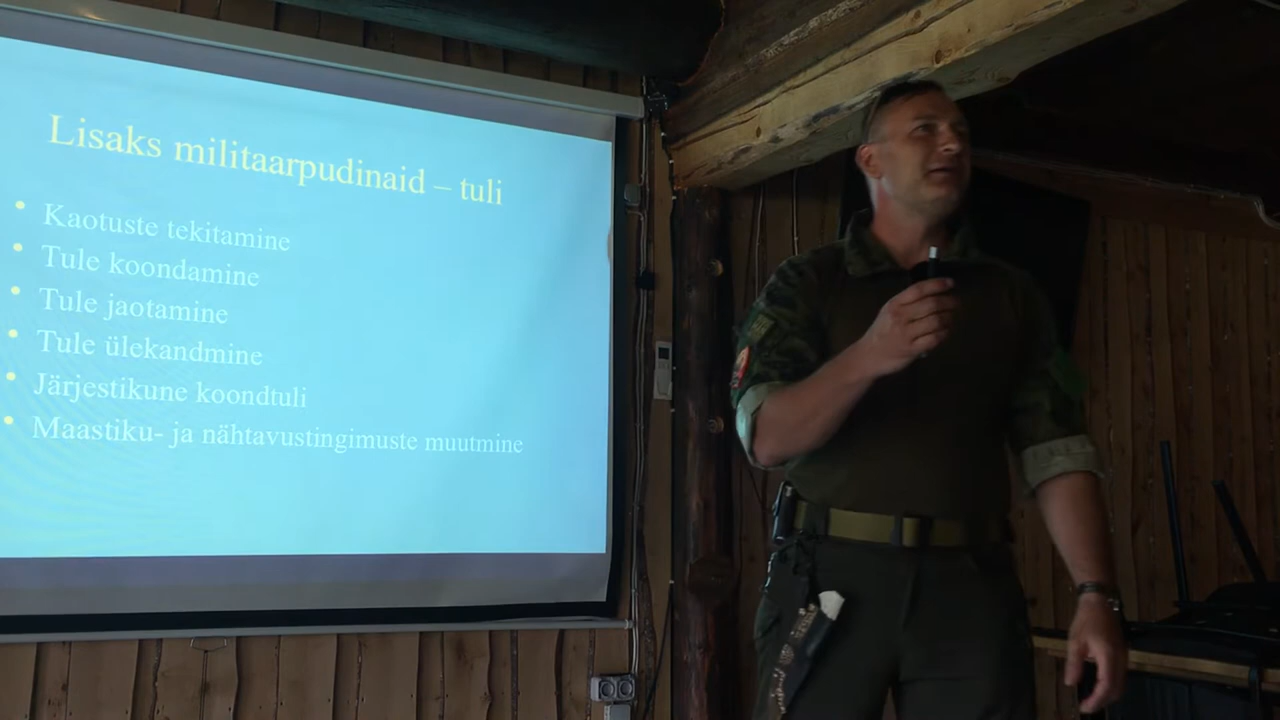 Lisaks militaarpudinaid – tuli
• Kaotuste tekitamine
• Tule koondamine
• Tule jaotamine
• Tule ülekandmine
• Järjestikune koondtuli
• Maastiku- ja nähtavustingimuste muutmine